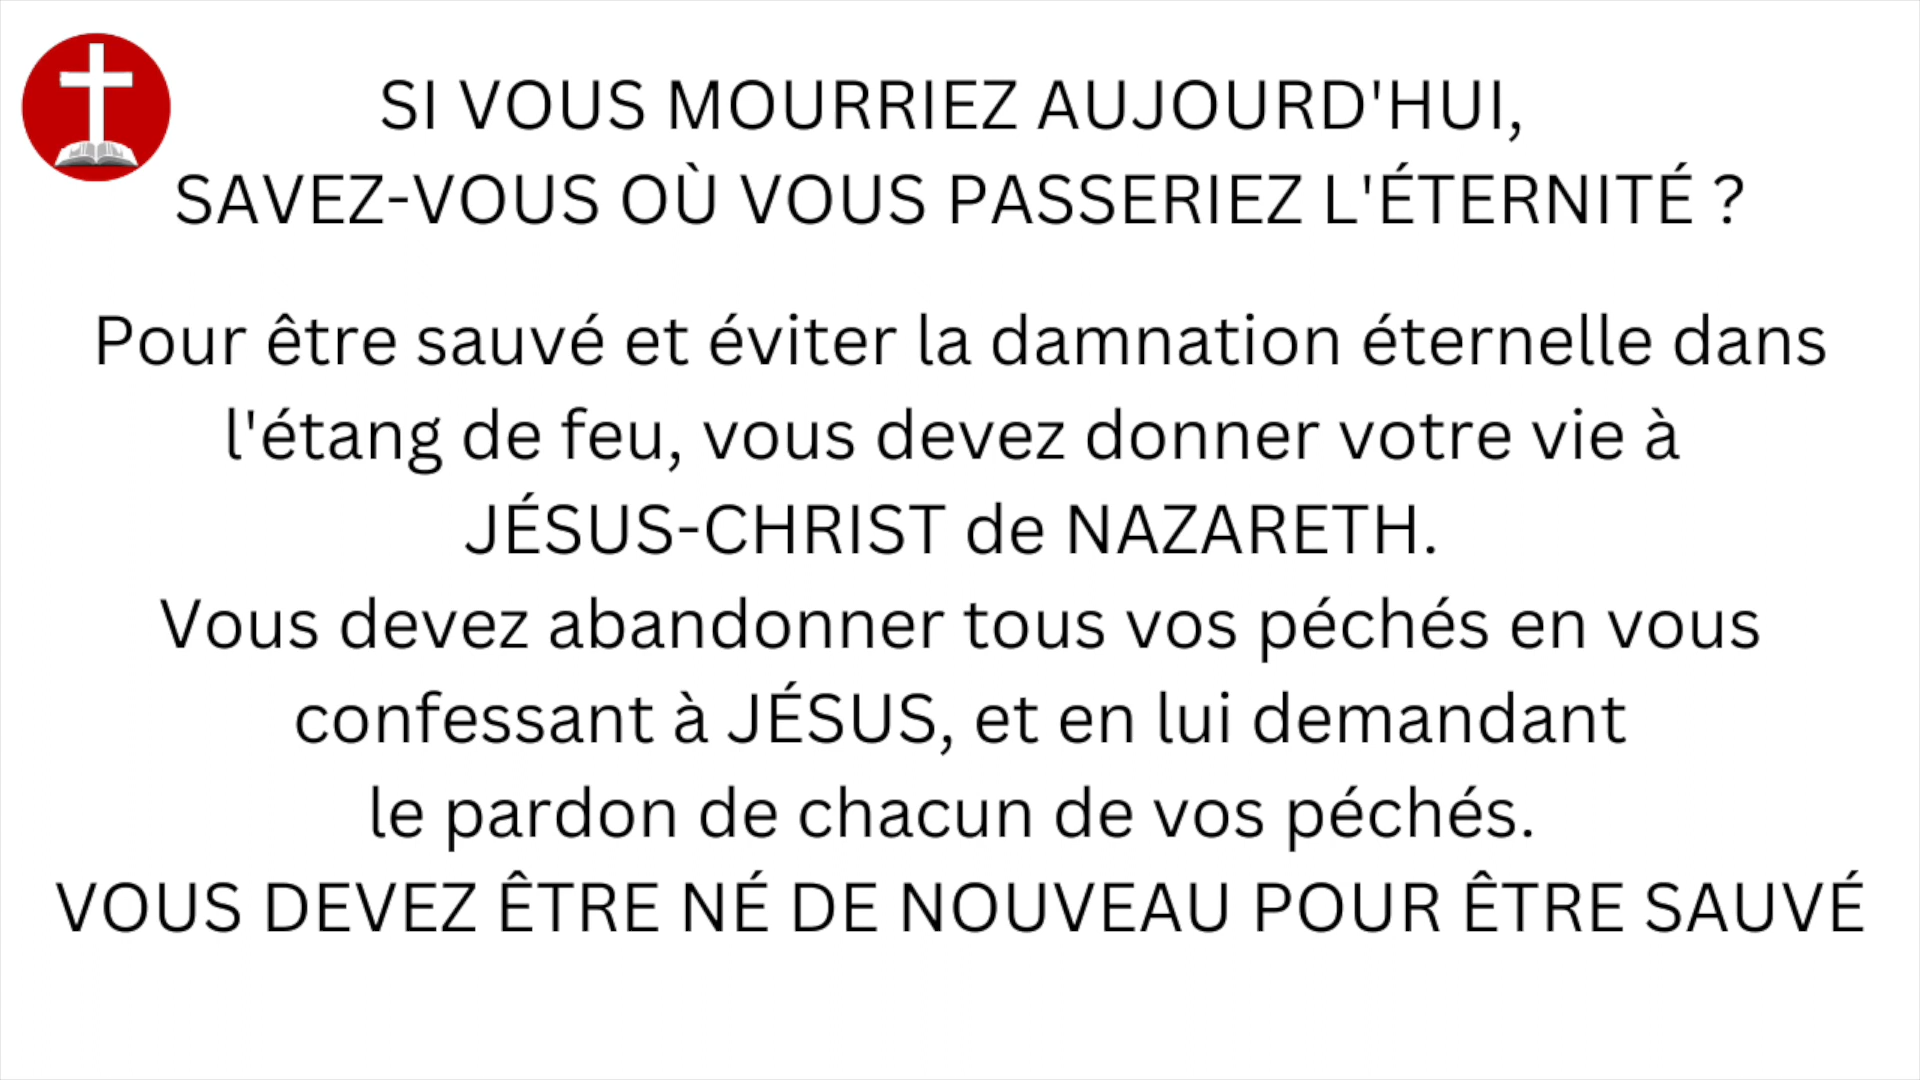 SI VOUS MOURRIEZ AUJOURD'HUI,
SAVEZ-VOUS OÙ VOUS PASSERIEZ L'ÉTERNITÉ ?
Pour être sauvé et éviter la damnation éternelle dans
l'étang de feu, vous devez donner votre vie à
JÉSUS-CHRIST de NAZARETH.
Vous devez abandonner tous vos péchés en vous
confessant à JÉSUS, et en lui demandant
le pardon de chacun de vos péchés.
VOUS DEVEZ ÊTRE NÉ DE NOUVEAU POUR ÊTRE SAUVÉ